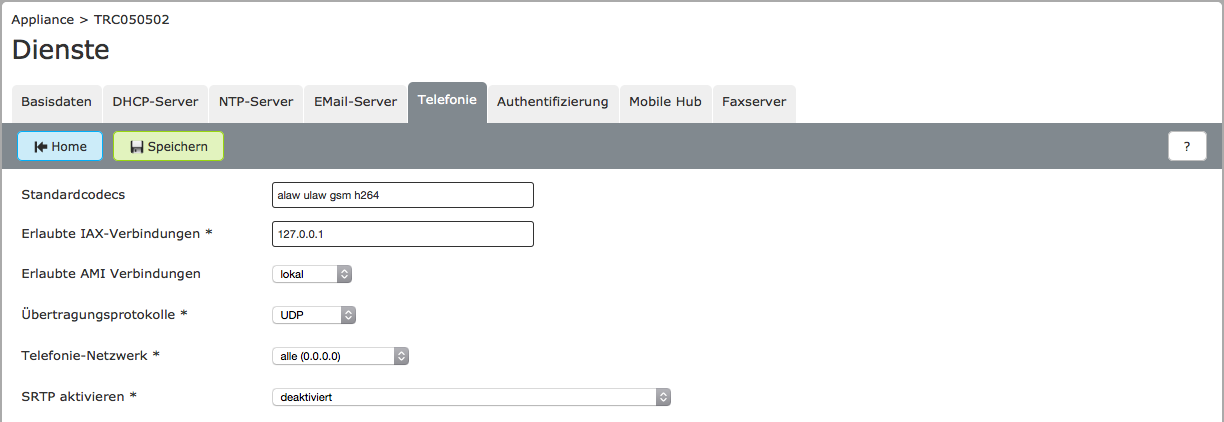 Appliance > TRC050502
Dienste
Basisdaten DHCP-Server NTP-Server EMail-Server Telefonie Authentifizierung Mobile Hub Faxserver
Home Speichern ?
Standardcodecs alaw ulaw gsm h264
Erlaubte IAX-Verbindungen * 127.0.0.1
Erlaubte AMI Verbindungen lokal
Übertragungsprotokolle * UDP
Telefonie-Netzwerk * alle (0.0.0.0)
SRTP aktivieren * deaktiviert